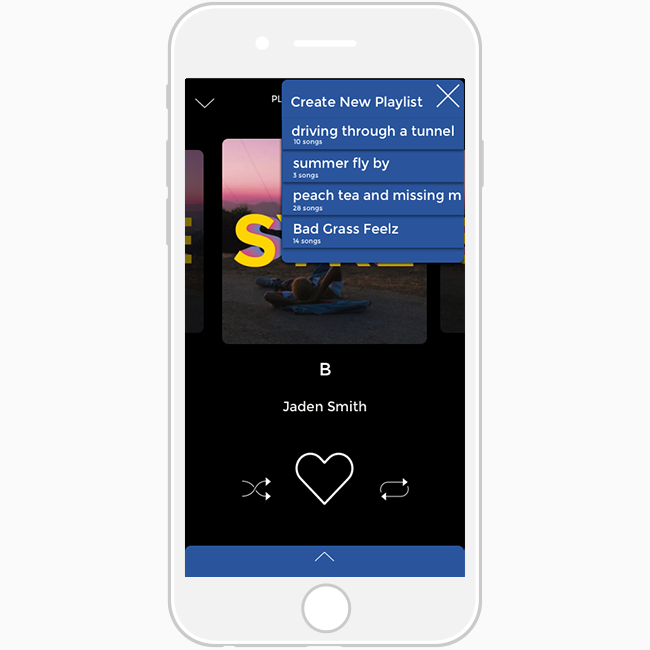 PL
Create New Playlist
driving through a tunnel
10 songs
summer fly by
3 songs
peach tea and missing m
28 songs
Bad Grass Feelz
14 songs
B
Jaden Smith